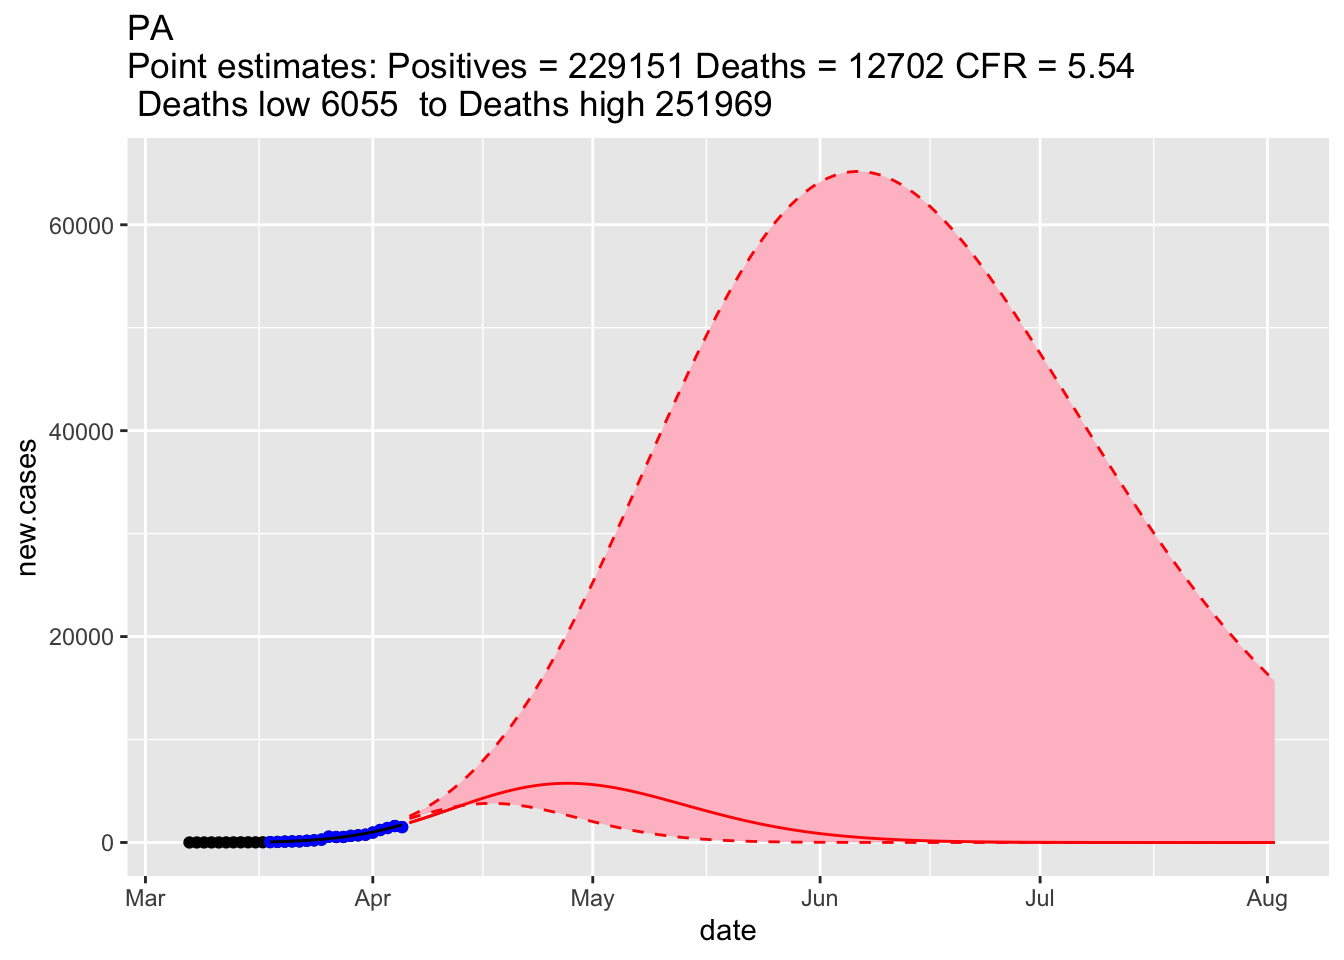 PA
Point estimates: Positives = 229151 Deaths = 12702 CFR = 5.54
Deaths low 6055  to Deaths high 251969
60000
40000
20000
0
new.cases
Mar Apr May Jun Jul Aug
date